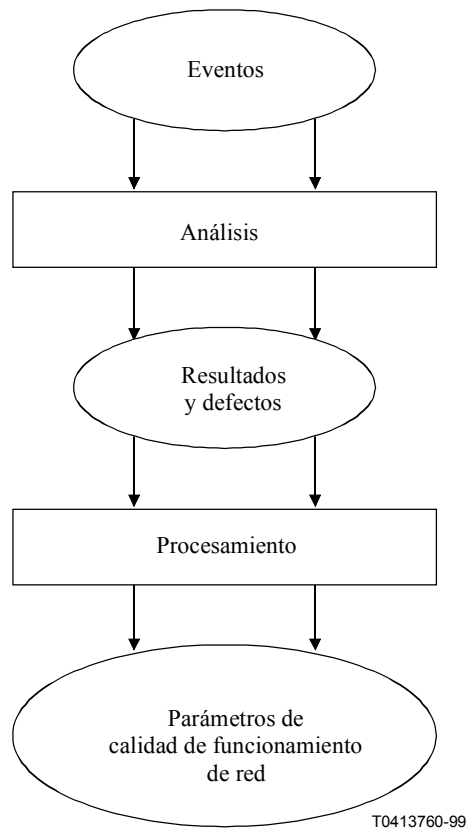 Eventos
Análisis
Resultados
y defectos
Procesamiento
Parámetros de
calidad de funcionamiento
de red
T0413760-99